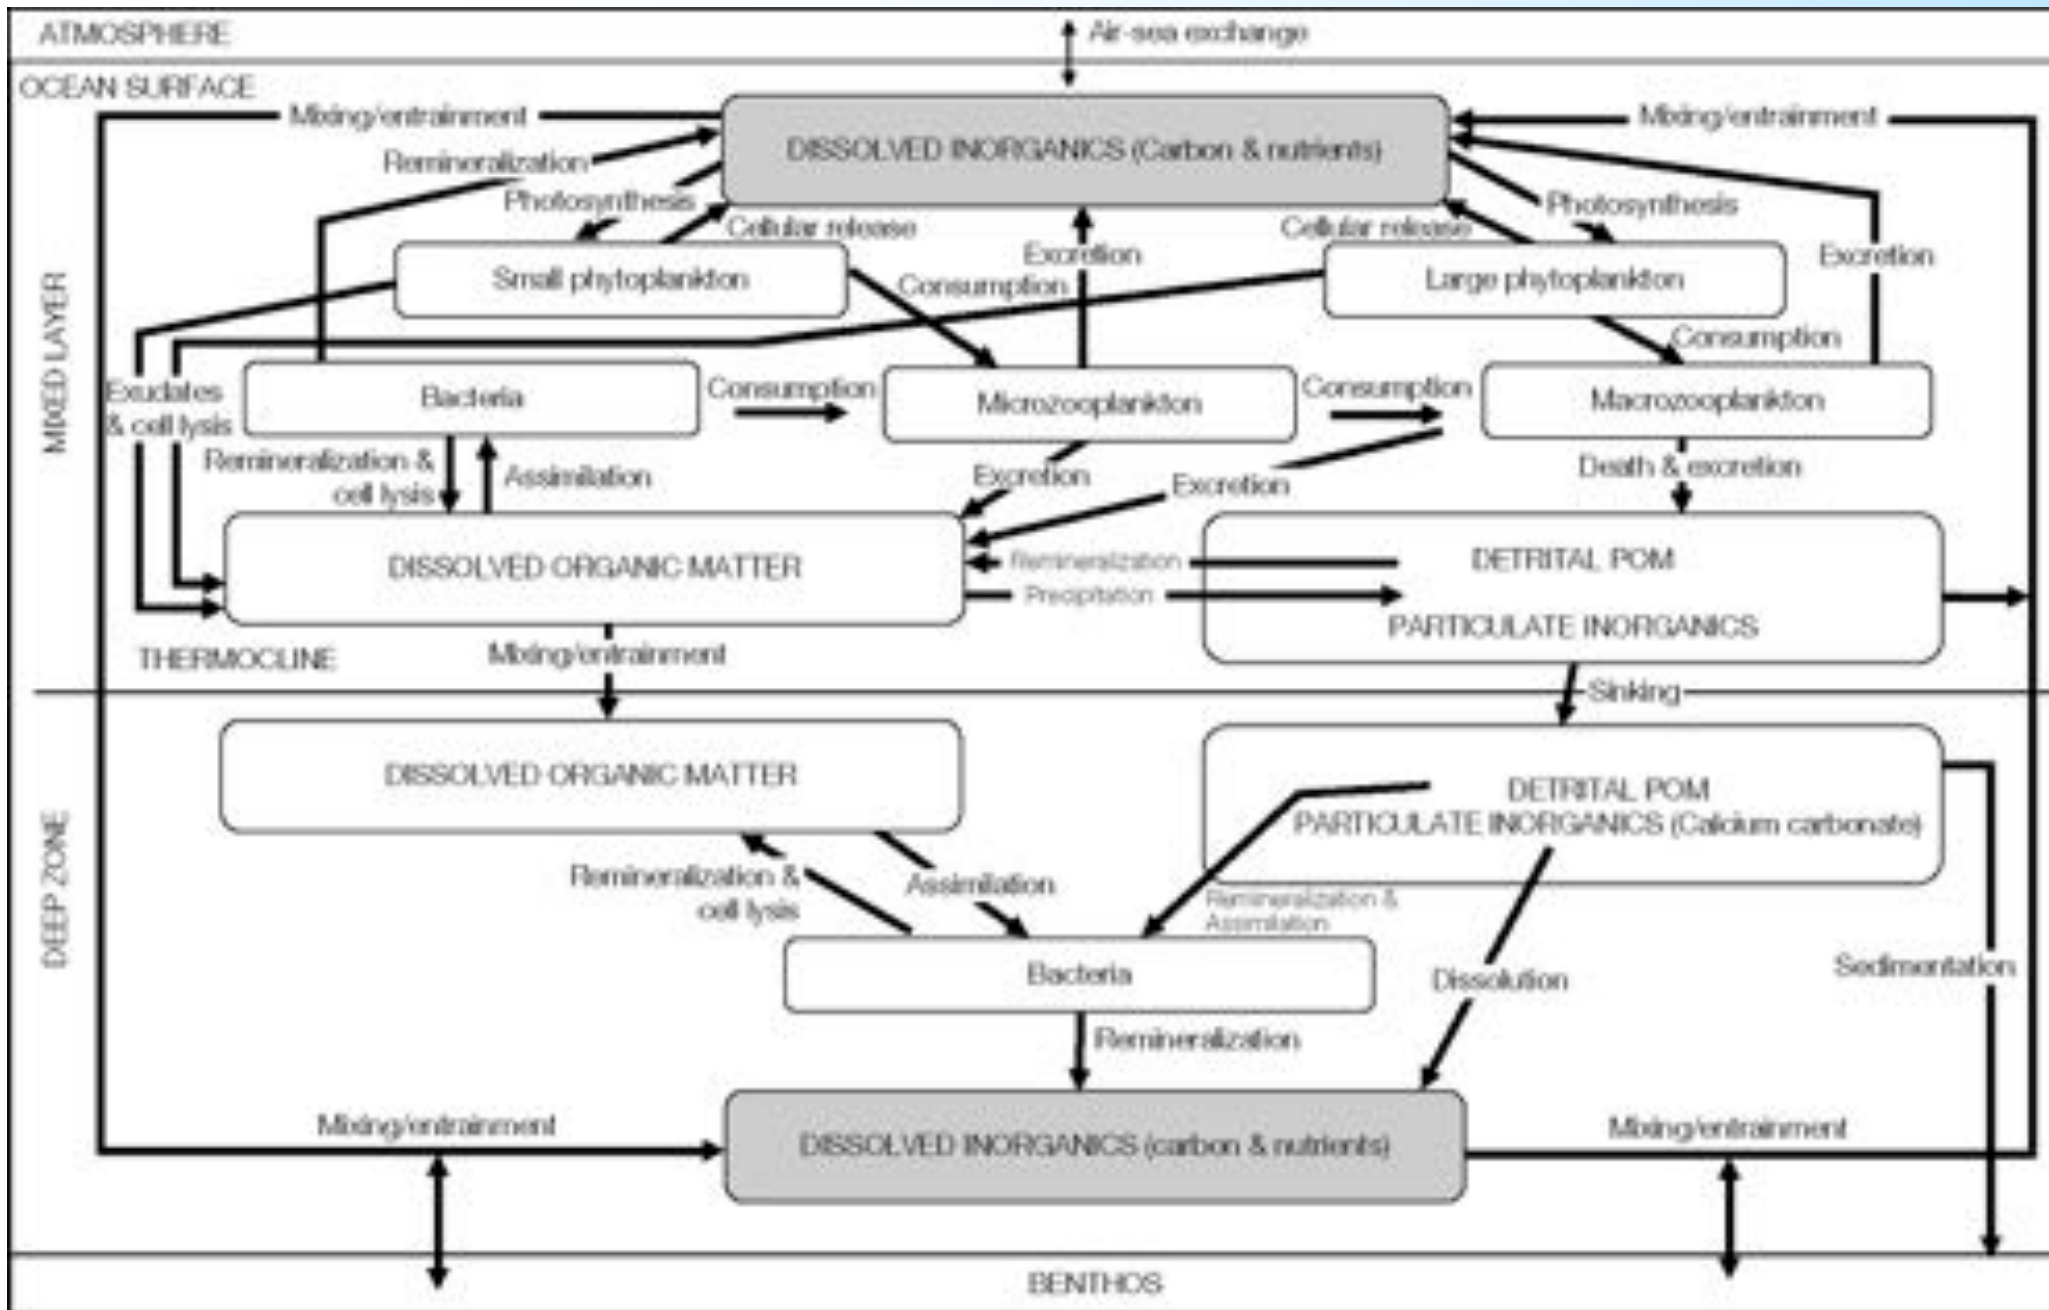 ATMOSPHERE
Air-sea exchange
OCEAN SURFACE
Mixing/entrainment
Mixing/entrainment
DISSOLVED INORGANICS (Carbon & nutrients)
Remineralization
Photosynthesis
Photosynthesis
Cellular release
Cellular release
Excretion
Excretion
Small phytoplankton
Consumption
Large phytoplankton
MIXED LAYER
Consumption
Exudates
& cell lysis
Bacteria
Consumption
Microzooplankton
Consumption
Macrozooplankton
Remineralization &
cell lysis
Assimilation
Excretion
Excretion
Death & excretion
DISSOLVED ORGANIC MATTER
Remineralization
Precipitation
DETRITAL POM
PARTICULATE INORGANICS
THERMOCLINE
Mixing/entrainment
Sinking
DISSOLVED ORGANIC MATTER
DETRITAL POM
PARTICULATE INORGANICS (Calcium carbonate)
DEEP ZONE
Remineralization &
cell lysis
Assimilation
Remineralization &
Assimilation
Bacteria
Dissolution
Sedimentation
Remineralization
Mixing/entrainment
DISSOLVED INORGANICS (carbon & nutrients)
Mixing/entrainment
BENTHOS